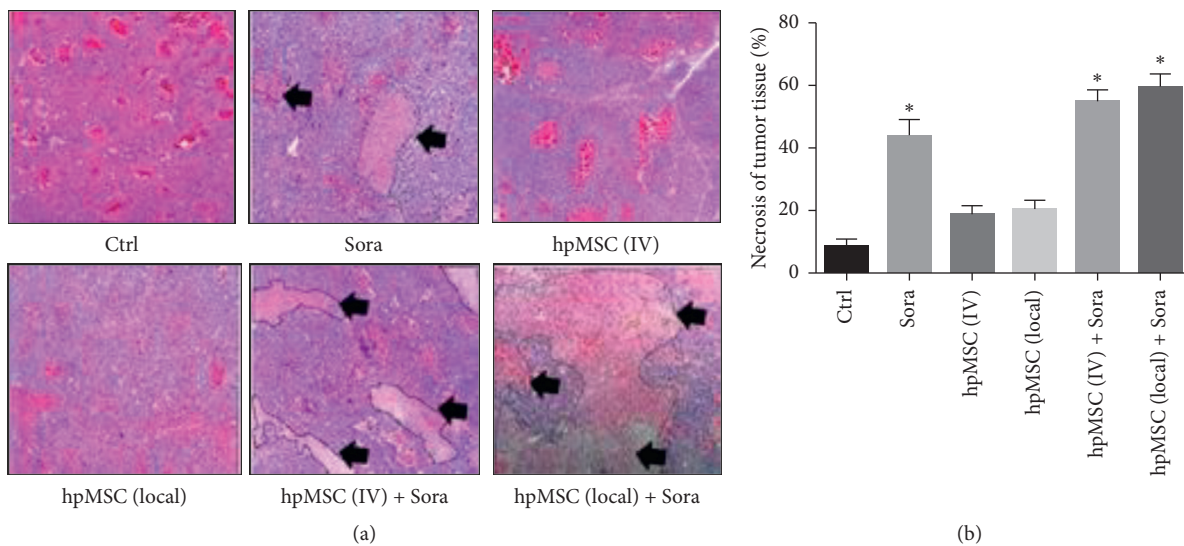 Ctrl
Sora
hpMSC (IV)
hpMSC (local)
hpMSC (IV) + Sora
hpMSC (local) + Sora
(a)
Necrosis of tumor tissue (%)
80
60
40
20
0
*
*
*
Ctrl
Sora
hpMSC (IV)
hpMSC (local)
hpMSC (IV) + Sora
hpMSC (local) + Sora
(b)